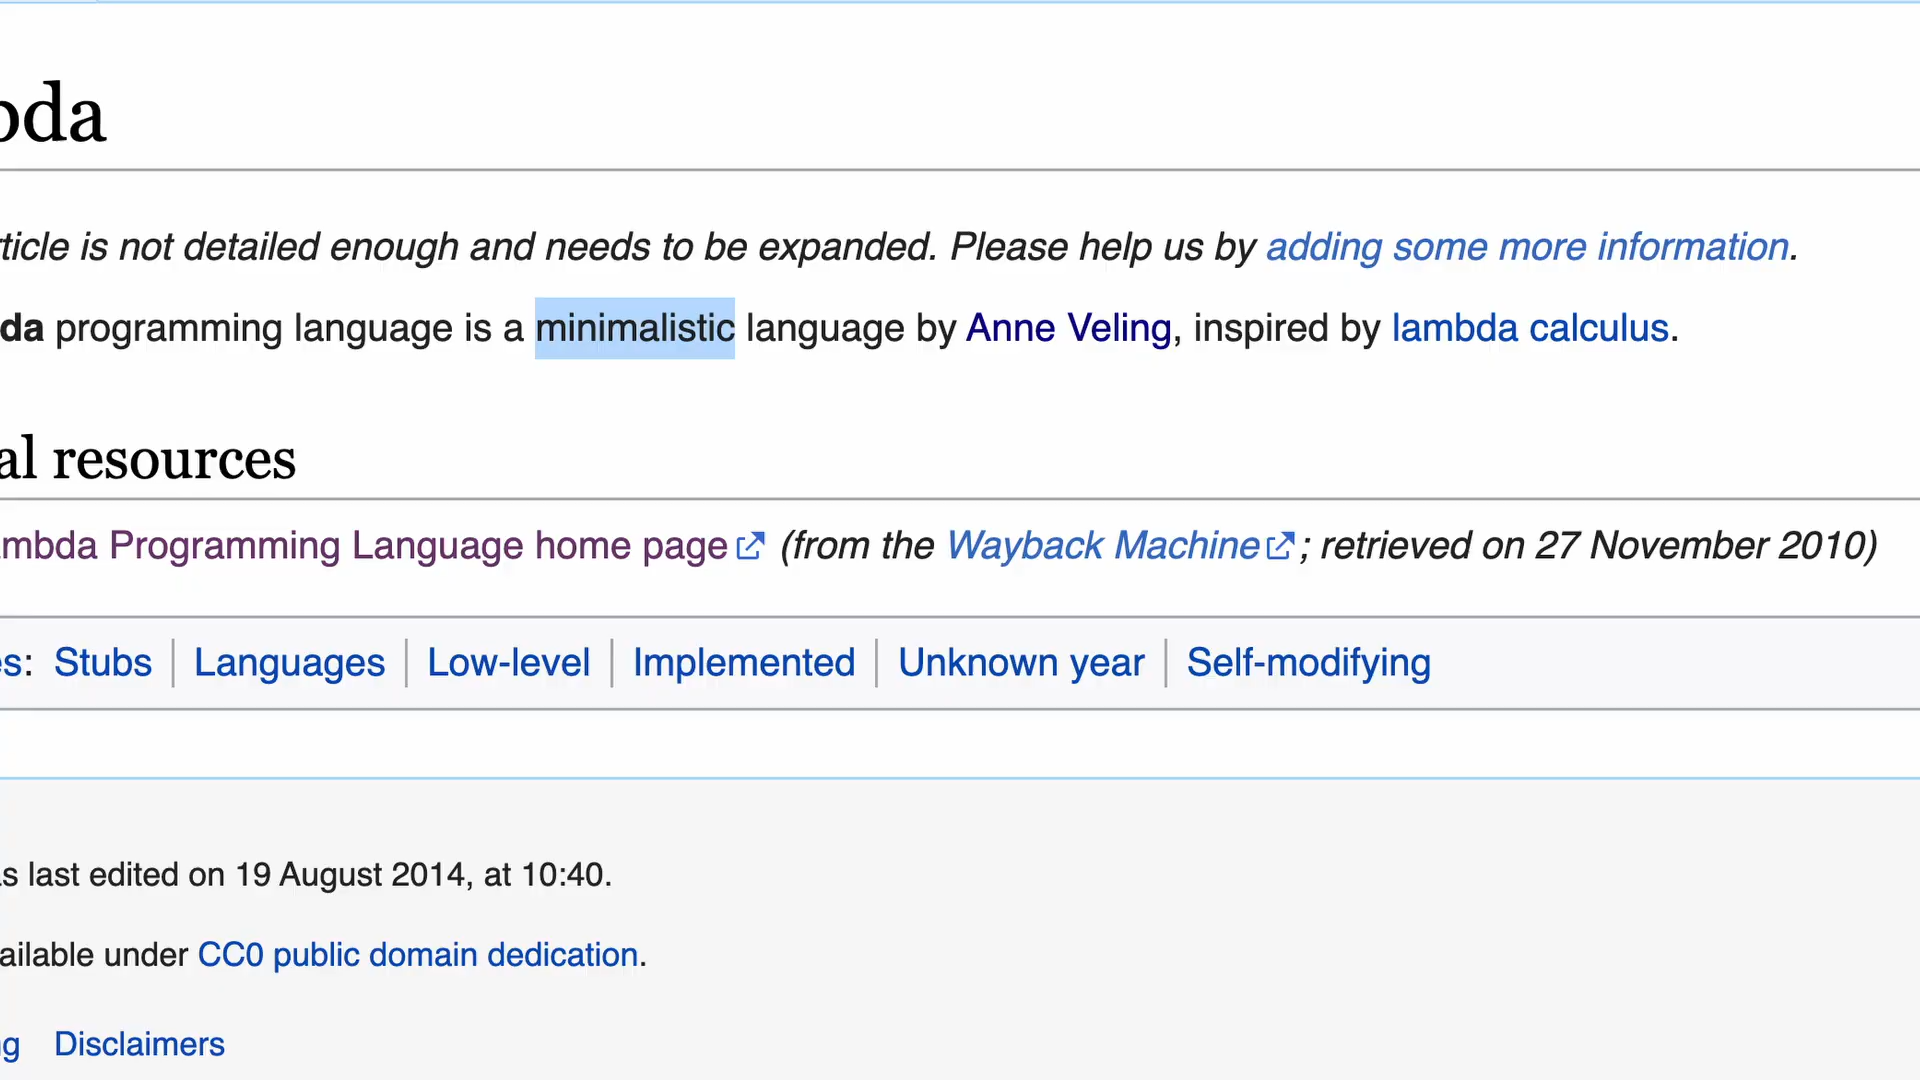 bda
ticle is not detailed enough and needs to be expanded. Please help us by adding some more information.
da programming language is a minimalistic language by Anne Veling, inspired by lambda calculus.
al resources
mbda Programming Language home page (from the Wayback Machine; retrieved on 27 November 2010)
es: Stubs | Languages | Low-level | Implemented | Unknown year | Self-modifying
s last edited on 19 August 2014, at 10:40.
ailable under CC0 public domain dedication.
g Disclaimers